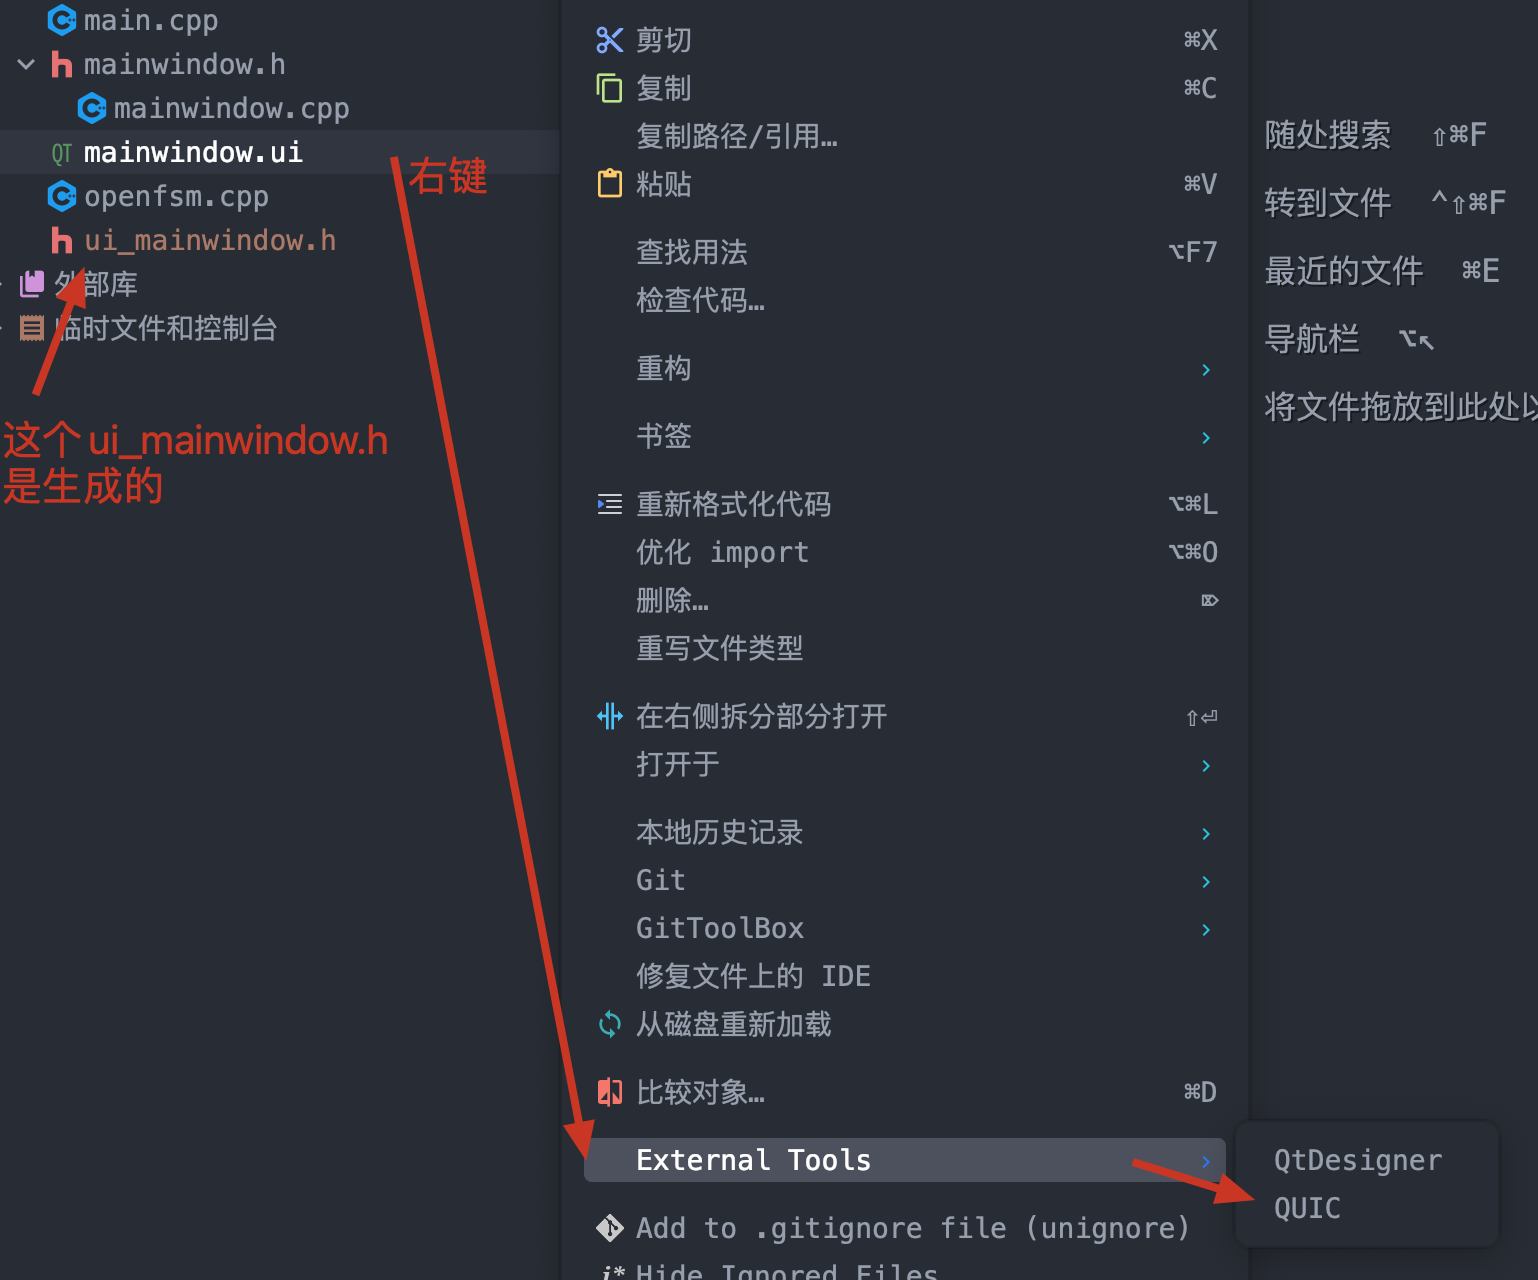 main.cpp
mainwindow.h
mainwindow.cpp
QT mainwindow.ui
openfsm.cpp
ui_mainwindow.h
外部库
临时文件和控制台
右键
这个 ui_mainwindow.h
是生成的
剪切 ⌘X
复制 ⌘C
复制路径/引用…
粘贴 ⌘V
查找用法 ⌥F7
检查代码…
重构
书签
重新格式化代码 ⌥⌘L
优化 import ⌥⌘O
删除… ⌦
重写文件类型
在右侧拆分部分打开 ⇧⏎
打开于
本地历史记录
Git
GitToolBox
修复文件上的 IDE
从磁盘重新加载
比较对象… ⌘D
External Tools
Add to .gitignore file (unignore)
Hide Ignored Files
QtDesigner
QUIC
随处搜索 ⇧⌘F
转到文件 ^⇧⌘F
最近的文件 ⌘E
导航栏 ⌥↖
将文件拖放到此处以